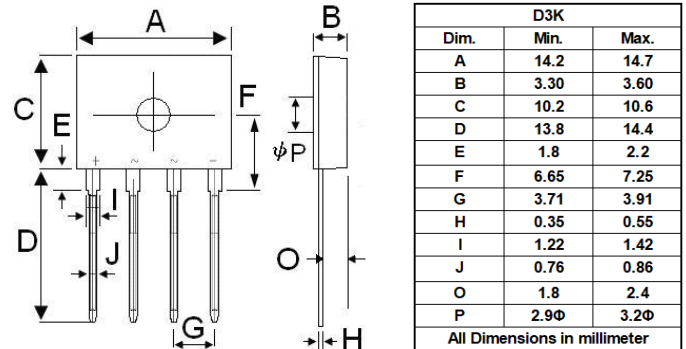 A
B
C
D
E
F
I
J
G
ψP
O
H
+ ~ ~ -
D3K
Dim. Min. Max.
A 14.2 14.7
B 3.30 3.60
C 10.2 10.6
D 13.8 14.4
E 1.8 2.2
F 6.65 7.25
G 3.71 3.91
H 0.35 0.55
I 1.22 1.42
J 0.76 0.86
O 1.8 2.4
P 2.9Φ 3.2Φ
All Dimensions in millimeter